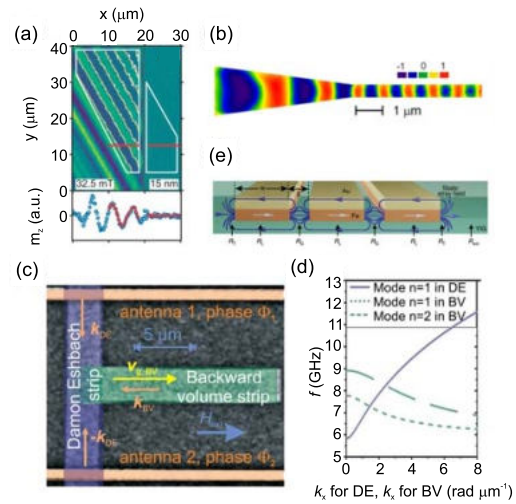 x (μm)
(a)
0 10 20 30
40
30
20
10
0
y (μm)
32.5 mT
15 nm
0
m_z (a.u.)
(b)
-1 0 1
1 μm
(e)
Au
Fe
YIG
(c)
antenna 1, phase Φ₁
k_DE
5 μm
Damon Eshbach
strip
v_g,BV
Backward
volume strip
k_BV
-k_DE
antenna 2, phase Φ₂
(d)
13
12
11
10
9
8
7
6
5
f (GHz)
Mode n=1 in DE
Mode n=1 in BV
Mode n=2 in BV
0 2 4 6 8
k_x for DE, k_x for BV (rad μm⁻¹)